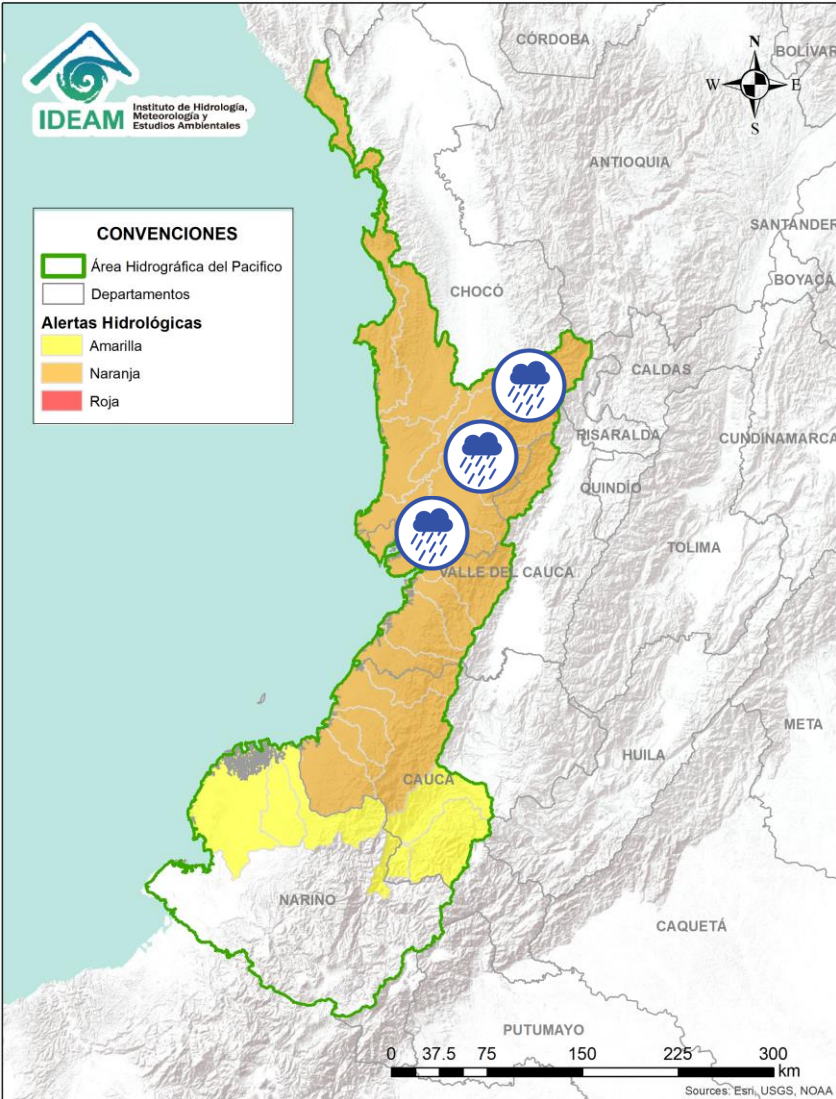 IDEAM
Instituto de Hidrología,
Meteorología y
Estudios Ambientales
N
W
E
S
CÓRDOBA
BOLÍVAR
ANTIOQUIA
SANTANDER
BOYACÁ
CHOCÓ
CONVENCIONES
Área Hidrográfica del Pacifico
Departamentos
Alertas Hidrológicas
Amarilla
Naranja
Roja
CALDAS
RISARALDA
CUNDINAMARCA
QUINDÍO
TOLIMA
VALLE DEL CAUCA
META
HUILA
CAUCA
NARIÑO
CAQUETÁ
PUTUMAYO
0 37.5 75 150 225 300
km
Sources: Esri, USGS, NOAA